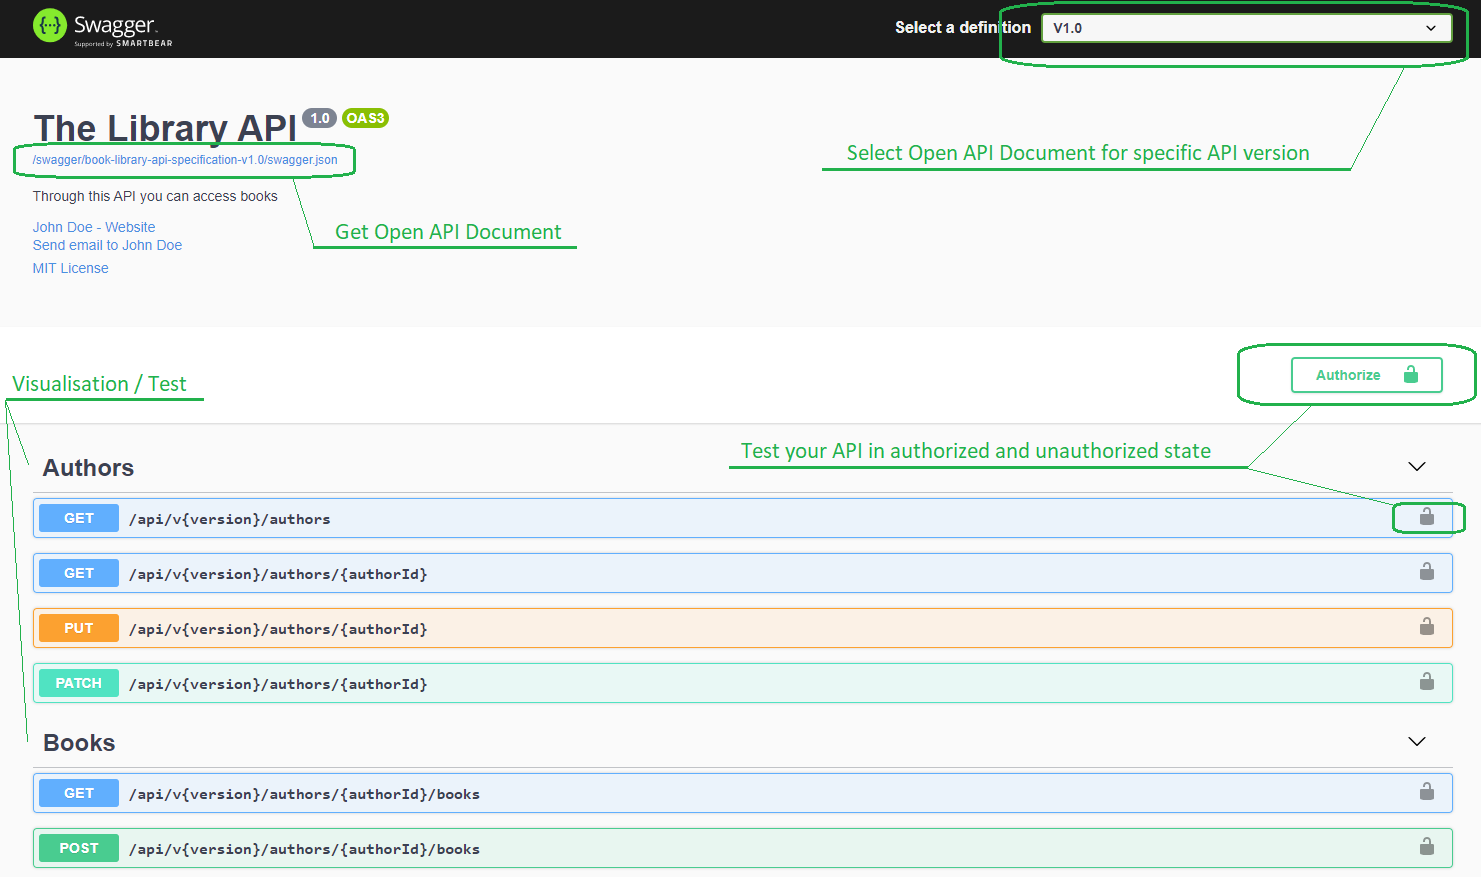 Swagger
Supported by SMARTBEAR
Select a definition
V1.0
The Library API 1.0 OAS3
/swagger/book-library-api-specification-v1.0/swagger.json
Select Open API Document for specific API version
Through this API you can access books
Get Open API Document
John Doe - Website
Send email to John Doe
MIT License
Visualisation / Test
Authorize
Test your API in authorized and unauthorized state
Authors
GET /api/v{version}/authors
GET /api/v{version}/authors/{authorId}
PUT /api/v{version}/authors/{authorId}
PATCH /api/v{version}/authors/{authorId}
Books
GET /api/v{version}/authors/{authorId}/books
POST /api/v{version}/authors/{authorId}/books